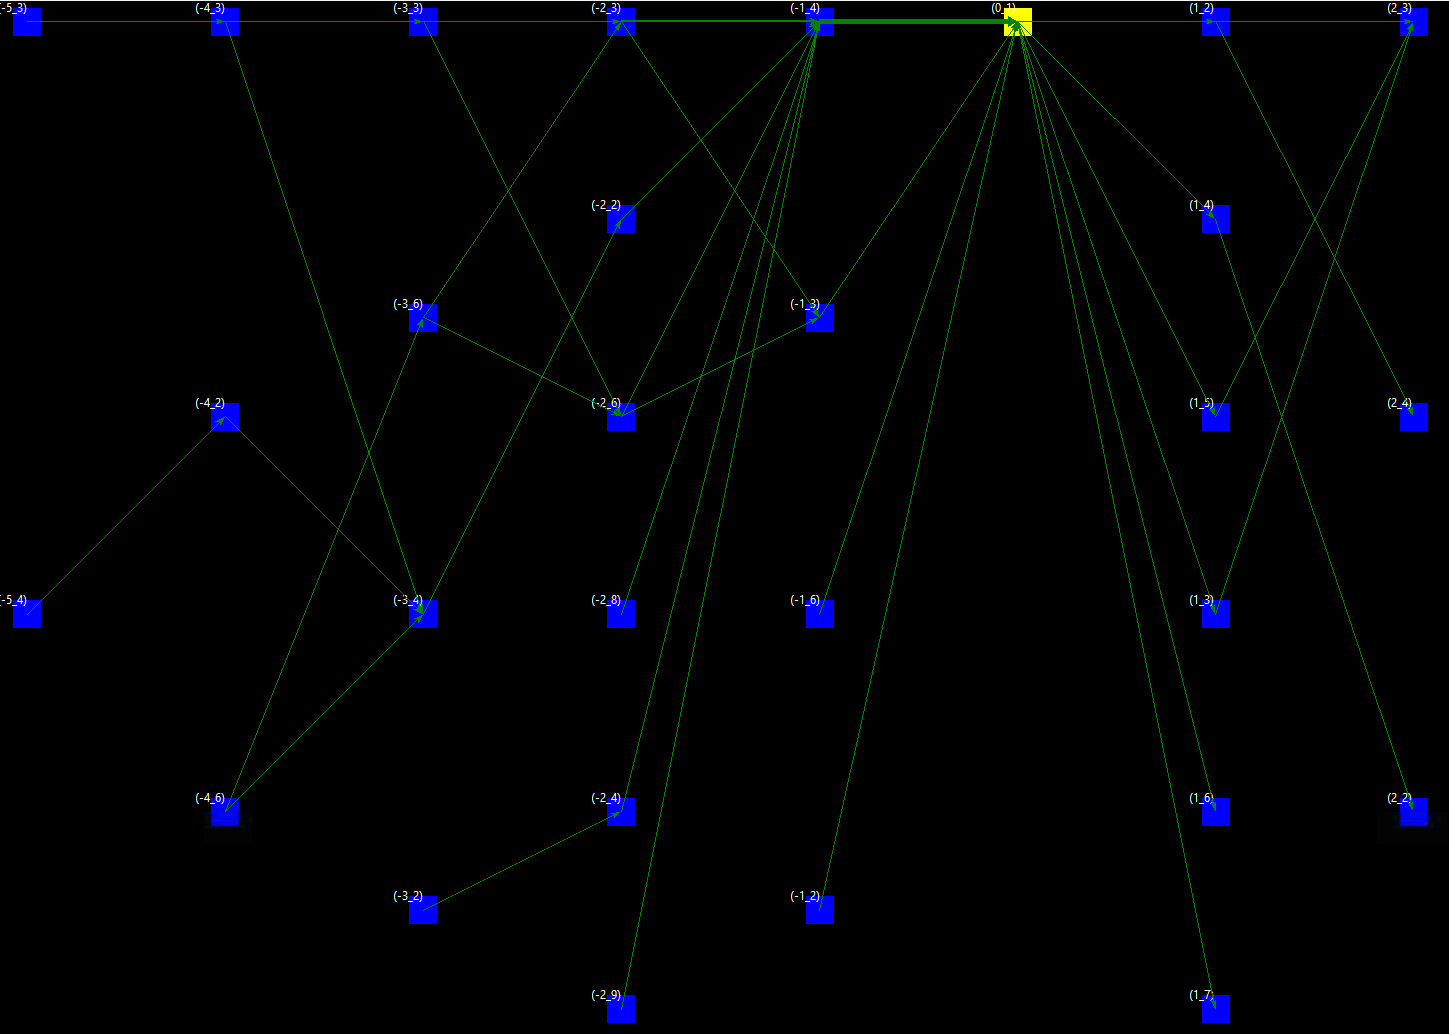 (-5_3) (-4_3) (-3_3) (-2_3) (-1_4) (0_1) (1_2) (2_3)
(-2_2) (1_4)
(-3_6) (-1_3)
(-4_2) (-2_6) (1_5) (2_4)
(-5_4) (-3_4) (-2_8) (-1_6) (1_3)
(-4_6) (-2_4) (1_6) (2_2)
(-3_2) (-1_2)
(-2_9) (1_7)